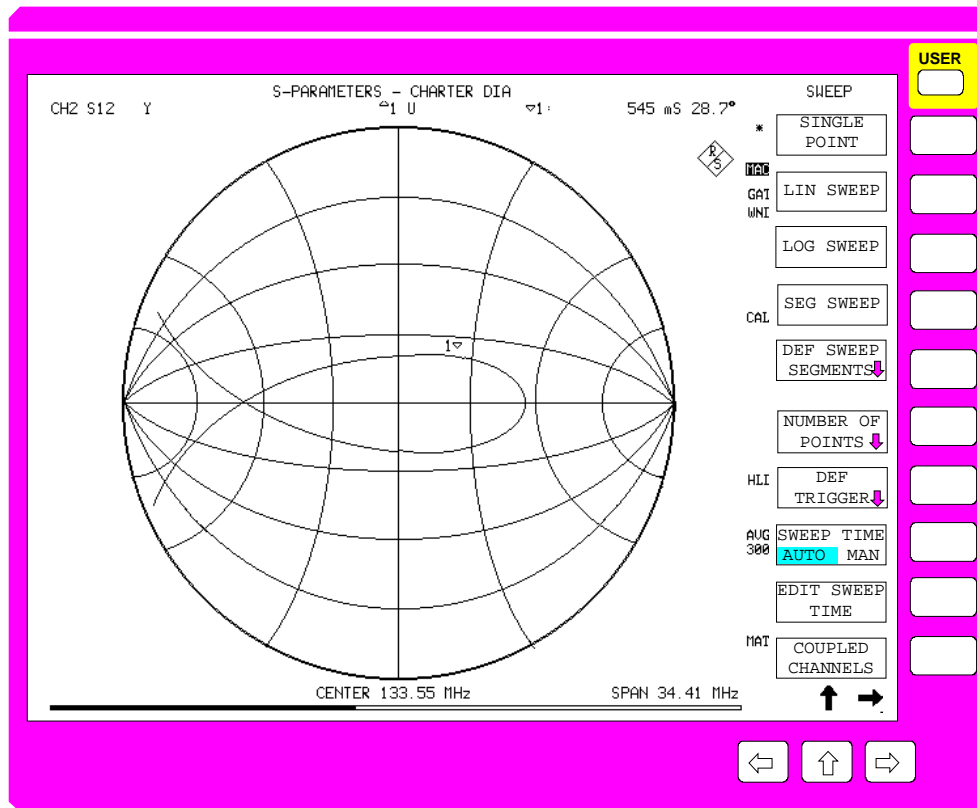 USER
S-PARAMETERS - CHARTER DIA
SWEEP
CH2 S12 Y
△1 U
▽1:
545 mS 28.7°
*
SINGLE
POINT
R
S
MAG
GAT
WNI
LIN SWEEP
LOG SWEEP
CAL
SEG SWEEP
1▽
DEF SWEEP
SEGMENTS
NUMBER OF
POINTS
HLI
DEF
TRIGGER
AVG
300
SWEEP TIME
AUTO MAN
EDIT SWEEP
TIME
MAT
COUPLED
CHANNELS
CENTER 133.55 MHz
SPAN 34.41 MHz